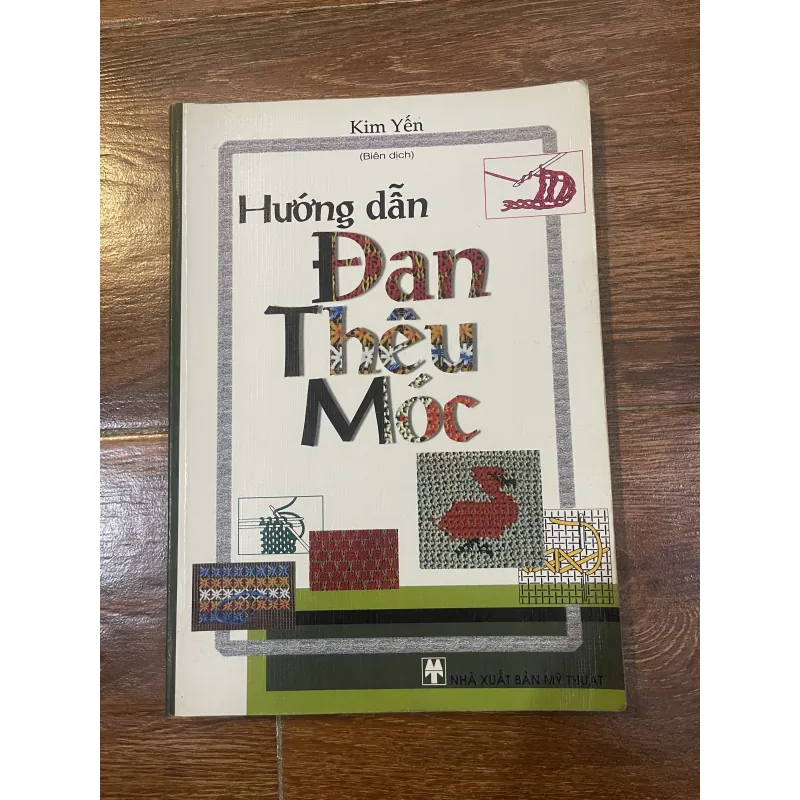 Kim Yến
(Biên dịch)
Hướng dẫn
Đan
Thêu
Móc
NHÀ XUẤT BẢN MỸ THUẬT